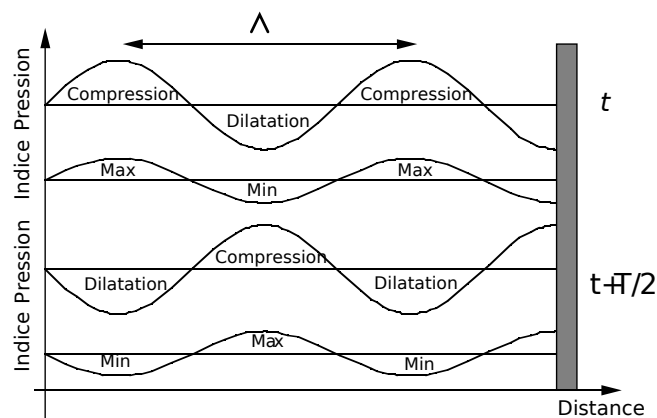 Λ
Pression
Compression
Dilatation
Compression
t
Indice
Max
Min
Max
Pression
Dilatation
Compression
Dilatation
t+T/2
Indice
Min
Max
Min
Distance